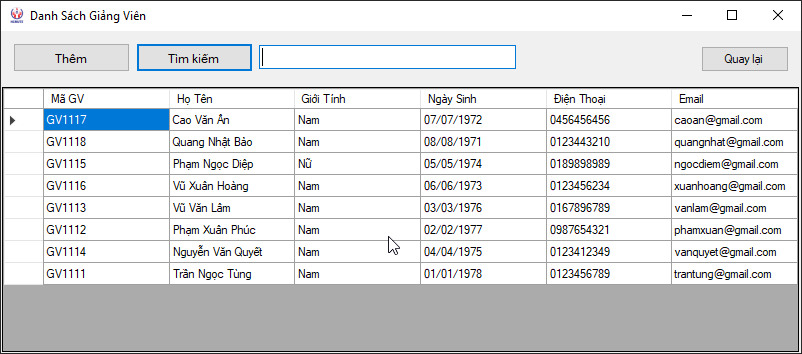 Danh Sách Giảng Viên
Thêm Tìm kiếm Quay lại
Mã GV Họ Tên Giới Tính Ngày Sinh Điện Thoại Email
GV1117 Cao Văn Ân Nam 07/07/1972 0456456456 caoan@gmail.com
GV1118 Quang Nhật Bảo Nam 08/08/1971 0123443210 quangnhat@gmail.com
GV1115 Phạm Ngọc Diệp Nữ 05/05/1974 0189898989 ngocdiem@gmail.com
GV1116 Vũ Xuân Hoàng Nam 06/06/1973 0123456234 xuanhoang@gmail.com
GV1113 Vũ Văn Lâm Nam 03/03/1976 0167896789 vanlam@gmail.com
GV1112 Phạm Xuân Phúc Nam 02/02/1977 0987654321 phamxuan@gmail.com
GV1114 Nguyễn Văn Quyết Nam 04/04/1975 0123412349 vanquyet@gmail.com
GV1111 Trần Ngọc Tùng Nam 01/01/1978 0123456789 trantung@gmail.com